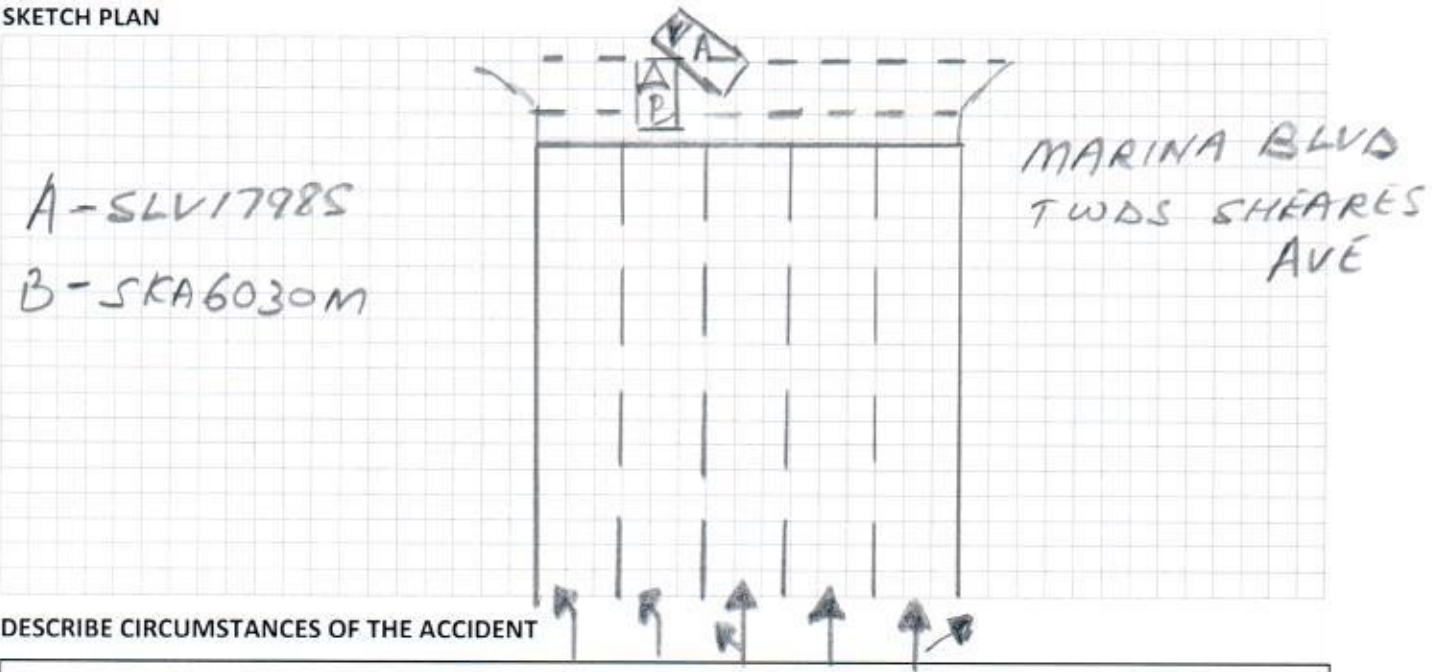 SKETCH PLAN
A
B
A-SLV1798S
B-SKA6030M
MARINA BLVD
TWDS SHEARES
AVE
DESCRIBE CIRCUMSTANCES OF THE ACCIDENT